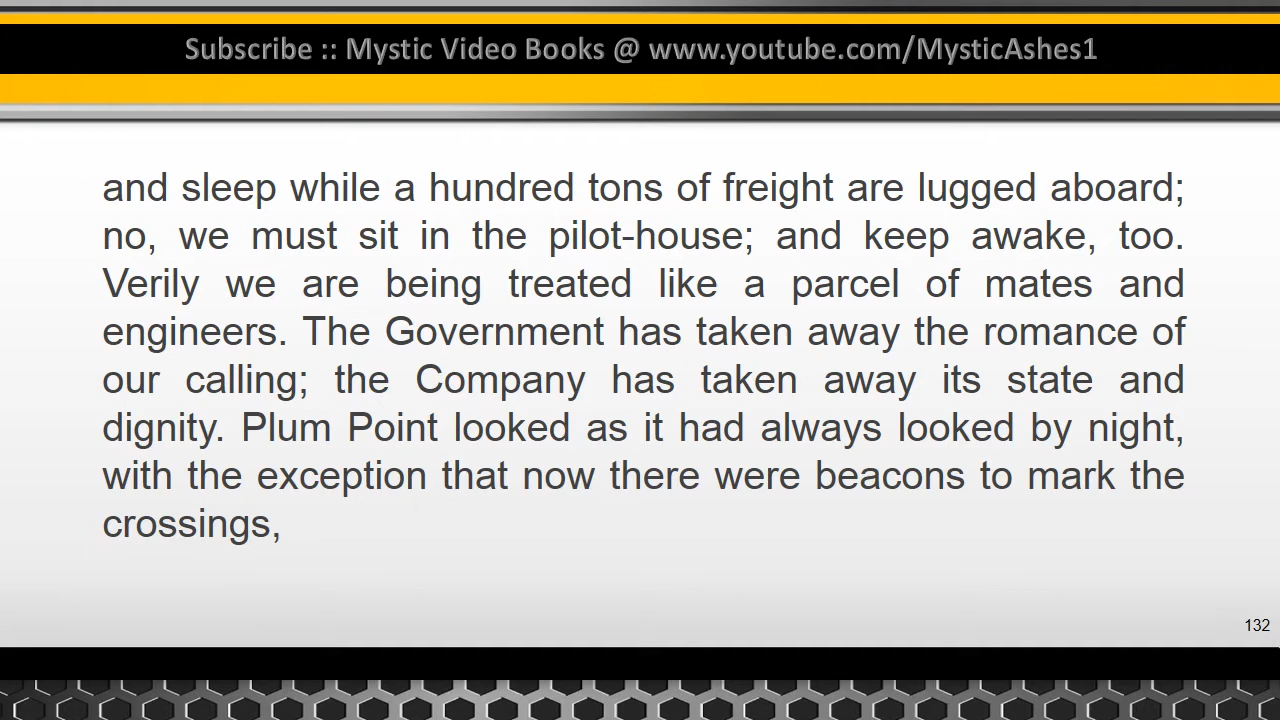 Subscribe :: Mystic Video Books @ www.youtube.com/MysticAshes1
and sleep while a hundred tons of freight are lugged aboard;
no, we must sit in the pilot-house; and keep awake, too.
Verily we are being treated like a parcel of mates and
engineers. The Government has taken away the romance of
our calling; the Company has taken away its state and
dignity. Plum Point looked as it had always looked by night,
with the exception that now there were beacons to mark the
crossings,
132